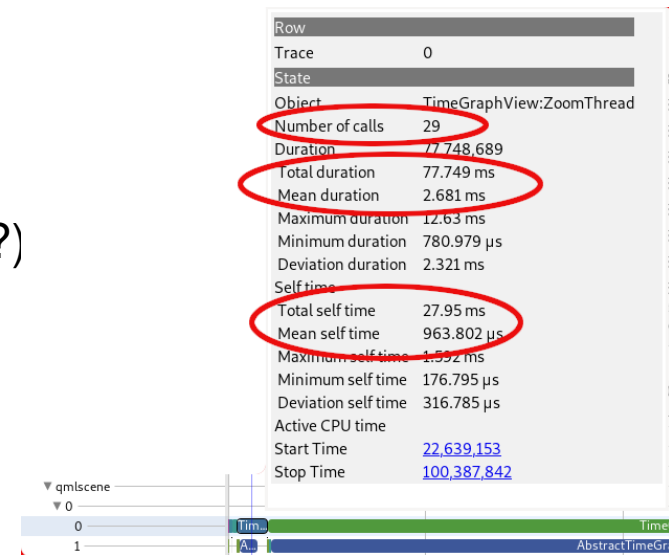 Row
Trace 0
State
Object TimeGraphView:ZoomThread
Number of calls 29
Duration 77,748,689
Total duration 77.749 ms
Mean duration 2.681 ms
Maximum duration 12.63 ms
Minimum duration 780.979 µs
Deviation duration 2.321 ms
Self time
Total self time 27.95 ms
Mean self time 963.802 µs
Maximum self time 1.592 ms
Minimum self time 176.795 µs
Deviation self time 316.785 µs
Active CPU time
Start Time 22,639,153
Stop Time 100,387,842
?)
qmlscene
0
0 Tim... Time
1 A... AbstractTimeGr